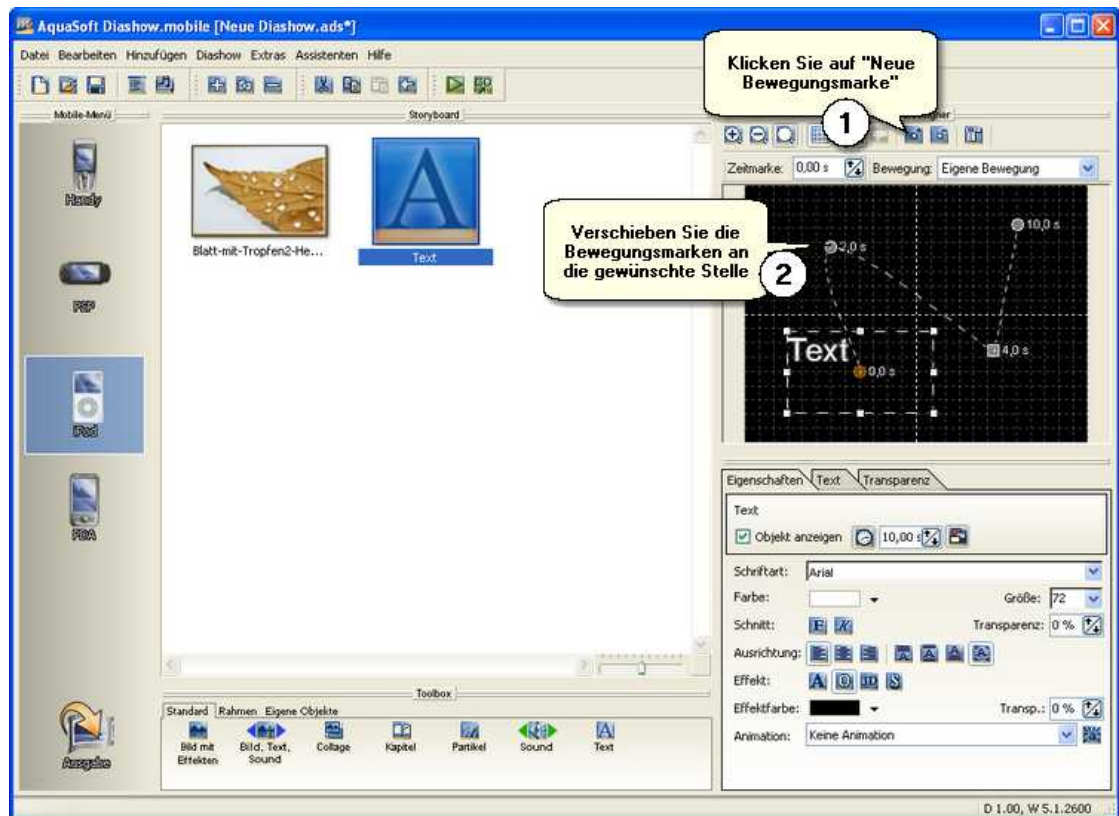 AquaSoft Diashow.mobile [Neue Diashow.ads*]
Datei Bearbeiten Hinzufügen Diashow Extras Assistenten Hilfe
Klicken Sie auf "Neue
Bewegungsmarke"
1
Mobile-Menü
Storyboard
Handy
PSP
iPod
PDA
Ausgabe
Blatt-mit-Tropfen2-He...
A
Text
Zeitmarke: 0,00 s Bewegung: Eigene Bewegung
Verschieben Sie die
Bewegungsmarken an
die gewünschte Stelle
2
10,0 s
2,0 s
4,0 s
Text
0,0 s
Eigenschaften Text Transparenz
Text
Objekt anzeigen 10,00 s
Schriftart: Arial
Farbe: Größe: 72
Schnitt: F K Transparenz: 0 %
Ausrichtung:
Effekt: A 3D S
Effektfarbe: Transp.: 0 %
Animation: Keine Animation
Toolbox
Standard Rahmen Eigene Objekte
Bild mit
Effekten
Bild, Text,
Sound
Collage
Kapitel
Partikel
Sound
Text
D 1.00, W 5.1.2600